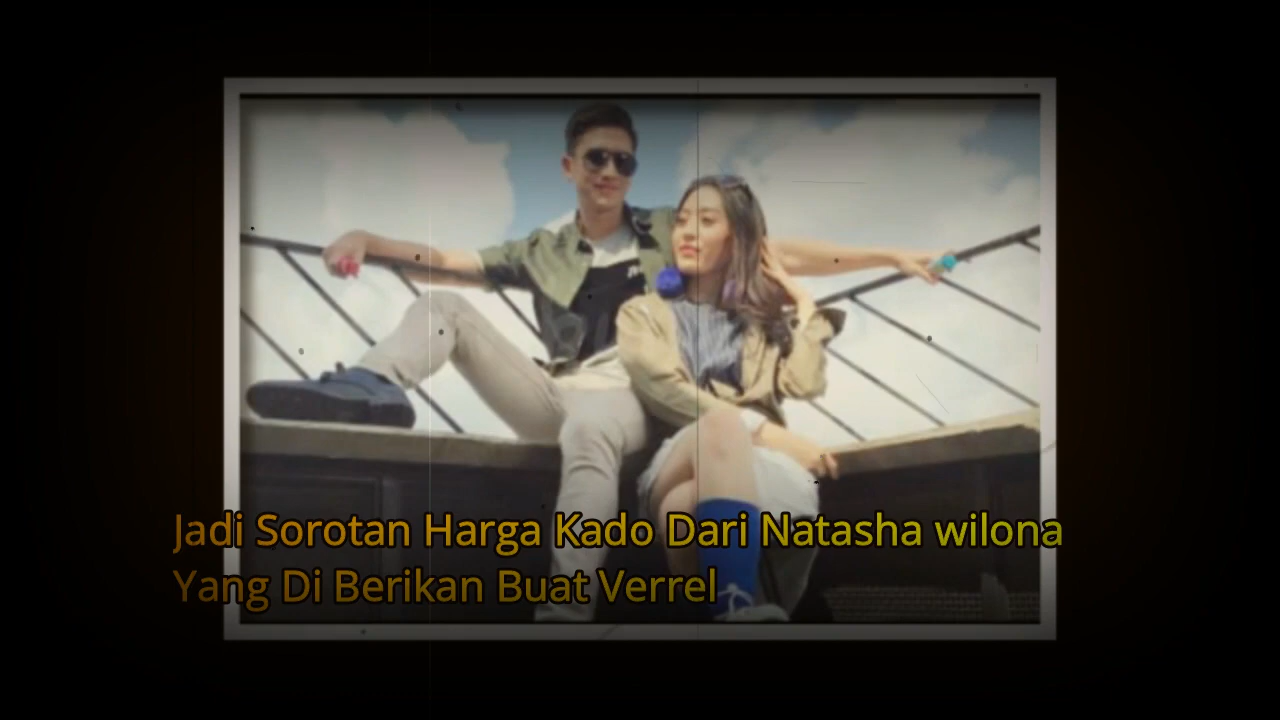 Jadi Sorotan Harga Kado Dari Natasha wilona
Yang Di Berikan Buat Verrel